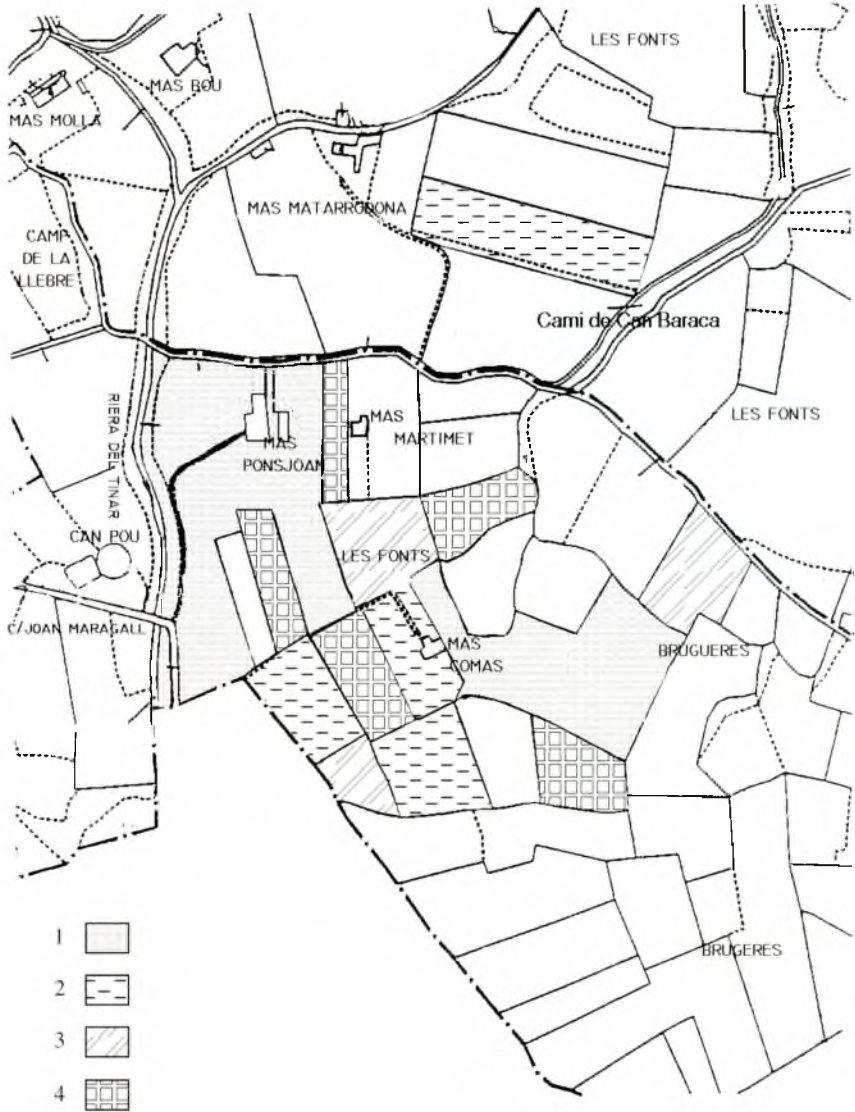 LES FONTS
MAS BOU
MAS MOLLA
MAS MATARRODONA
CAMP
DE LA
LLEBRE
Cami de Can Baraca
RIERA DEL TINAR
MAS
MARTIMET
LES FONTS
MAS
PONSJOAN
CAN POU
LES FONTS
C/JOAN MARAGALL
MAS
COMAS
BRUGUERES
BRUGERES
1
2
3
4